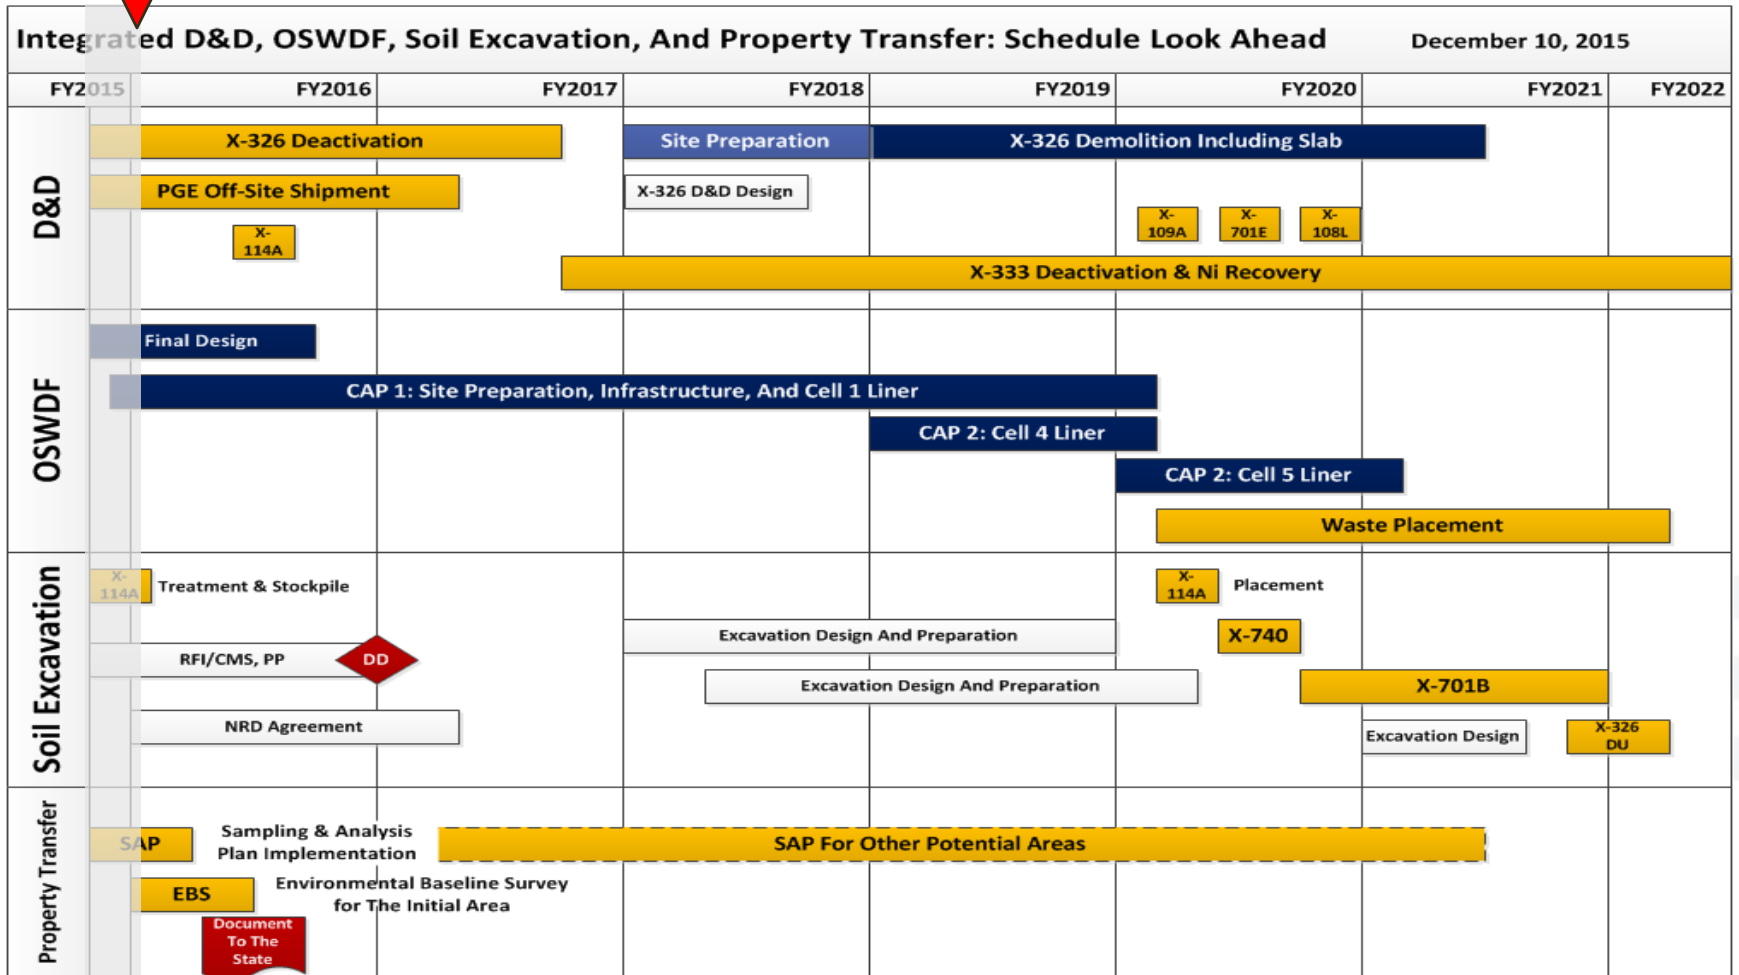 Integrated D&D, OSWDF, Soil Excavation, And Property Transfer: Schedule Look Ahead
December 10, 2015
FY2015
FY2016
FY2017
FY2018
FY2019
FY2020
FY2021
FY2022
D&D
X-326 Deactivation
Site Preparation
X-326 Demolition Including Slab
PGE Off-Site Shipment
X-326 D&D Design
X-
114A
X-
109A
X-
701E
X-
108L
X-333 Deactivation & Ni Recovery
OSWDF
Final Design
CAP 1: Site Preparation, Infrastructure, And Cell 1 Liner
CAP 2: Cell 4 Liner
CAP 2: Cell 5 Liner
Waste Placement
Soil Excavation
X-
114A
Treatment & Stockpile
X-
114A
Placement
Excavation Design And Preparation
X-740
RFI/CMS, PP
DD
Excavation Design And Preparation
X-701B
NRD Agreement
Excavation Design
X-326
DU
Property Transfer
SAP
Sampling & Analysis
Plan Implementation
SAP For Other Potential Areas
EBS
Environmental Baseline Survey
for The Initial Area
Document
To The
State